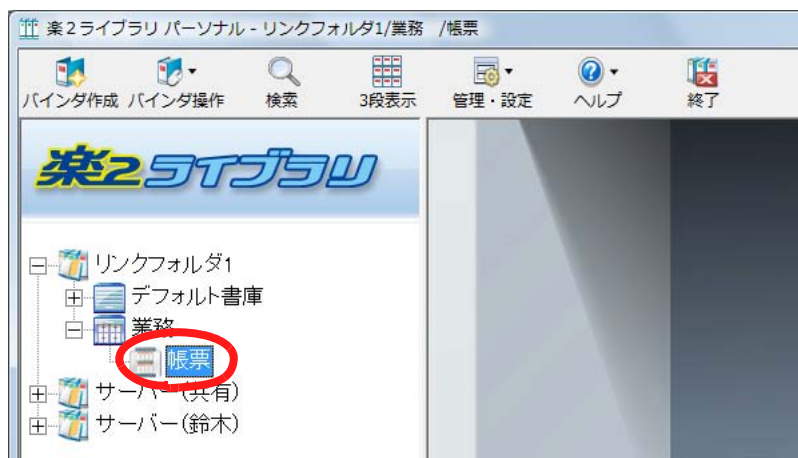 楽2ライブラリ パーソナル - リンクフォルダ1/業務 /帳票
バインダ作成 バインダ操作 検索 3段表示 管理・設定 ヘルプ 終了
楽2ライブラリ
リンクフォルダ1
デフォルト書庫
業務
帳票
サーバー(共有)
サーバー(鈴木)